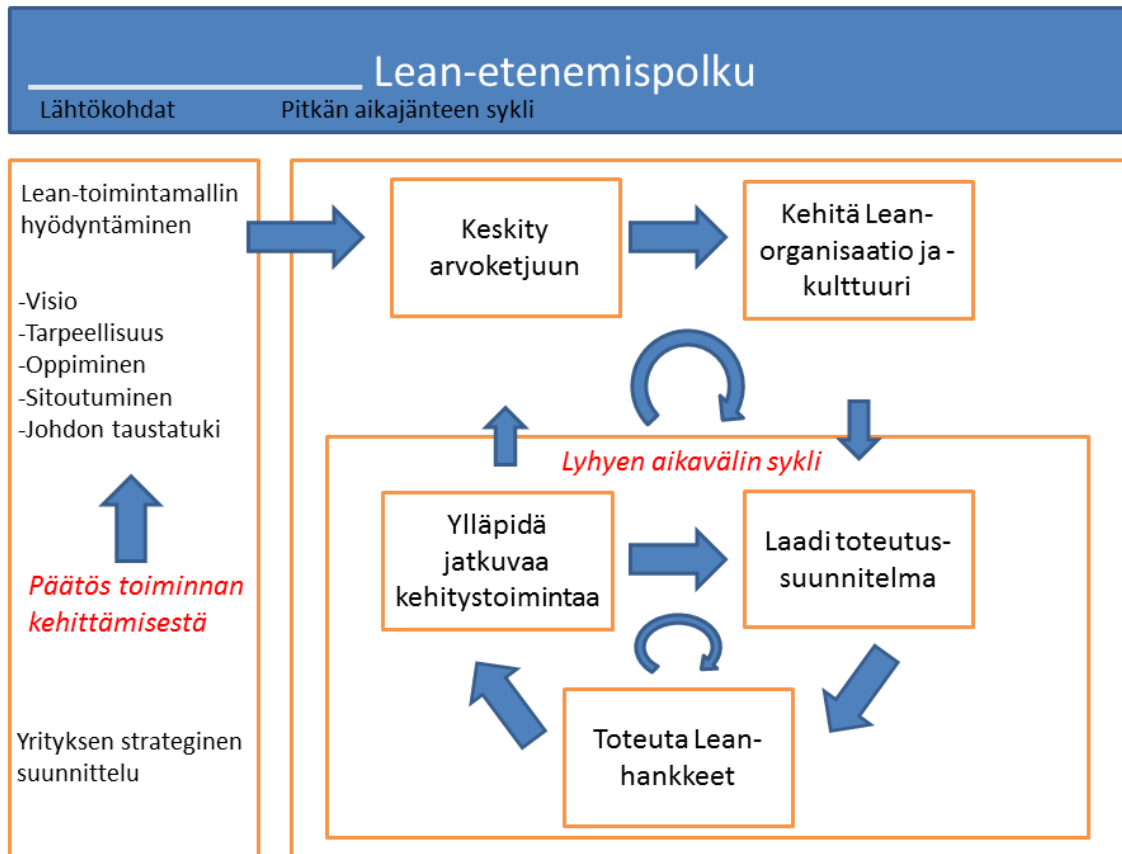 ____________________ Lean-etenemispolku
Lähtökohdat Pitkän aikajänteen sykli
Lean-toimintamallin
hyödyntäminen
-Visio
-Tarpeellisuus
-Oppiminen
-Sitoutuminen
-Johdon taustatuki
Päätös toiminnan
kehittämisestä
Yrityksen strateginen
suunnittelu
Keskity
arvoketjuun
Kehitä Lean-
organisaatio ja -
kulttuuri
Lyhyen aikavälin sykli
Ylläpidä
jatkuvaa
kehitystoimintaa
Laadi toteutus-
suunnitelma
Toteuta Lean-
hankkeet